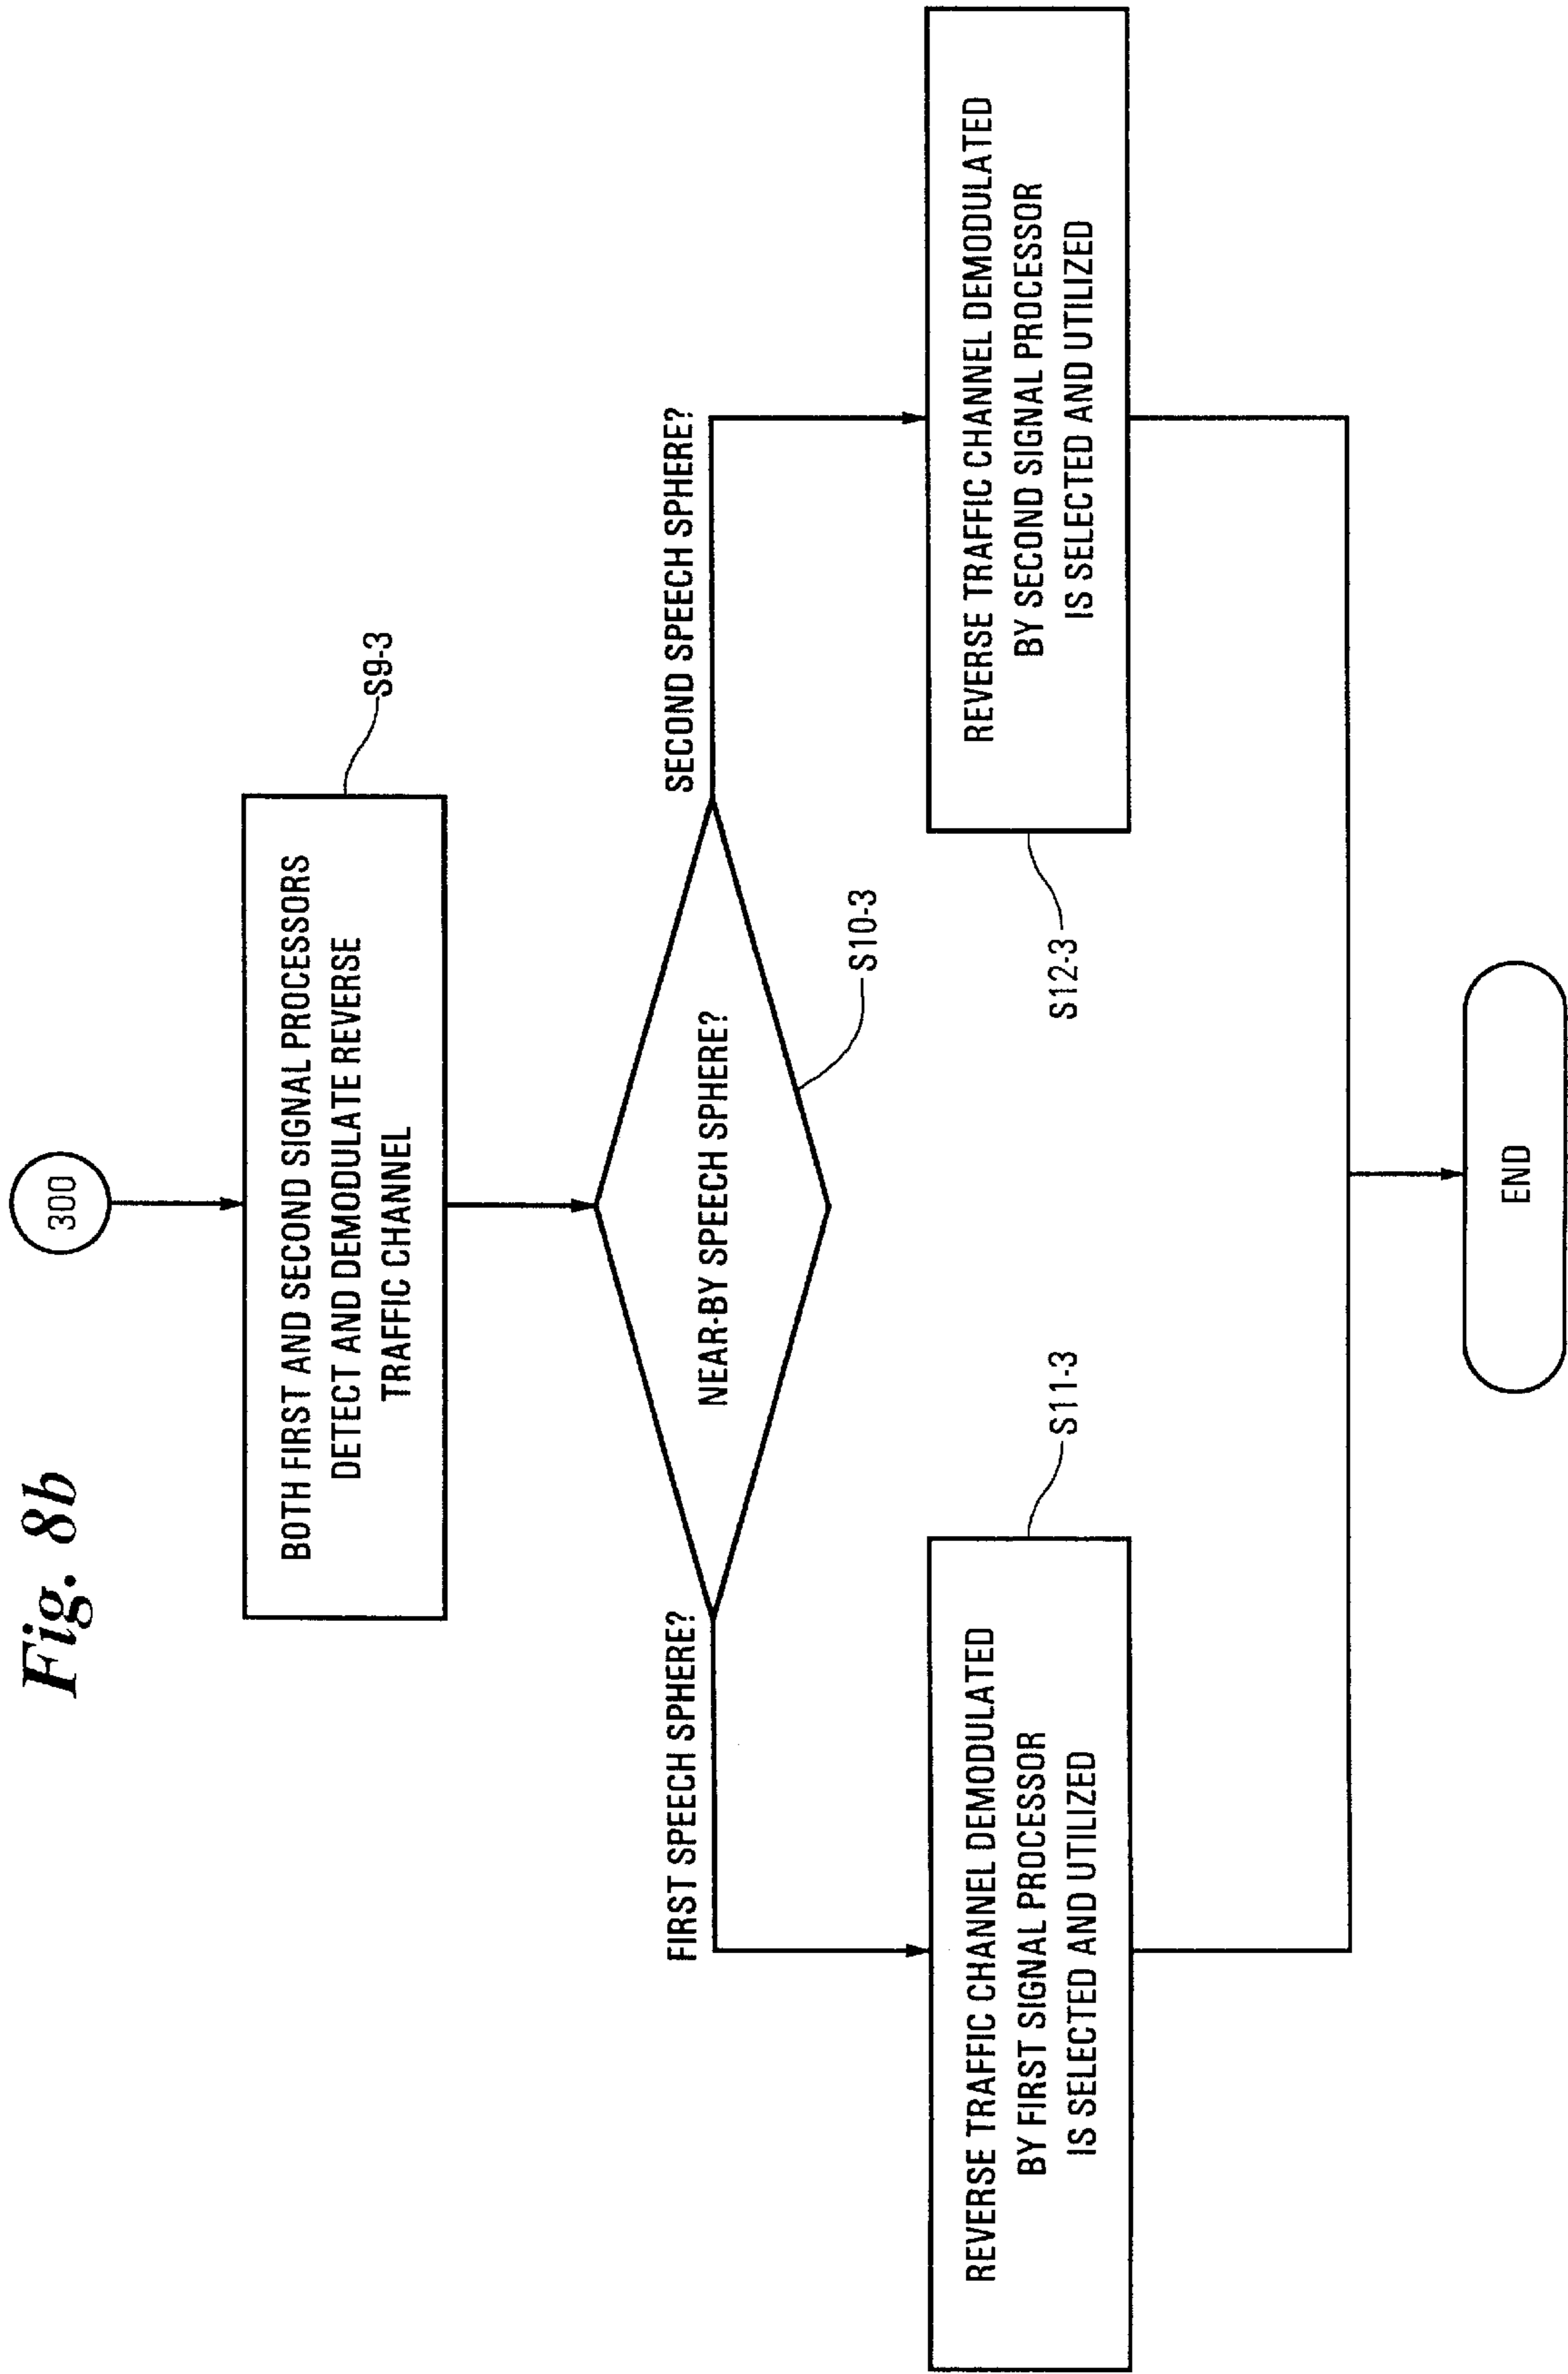 Fig. 8b
300
BOTH FIRST AND SECOND SIGNAL PROCESSORS
DETECT AND DEMODULATE REVERSE
TRAFFIC CHANNEL
S9-3
FIRST SPEECH SPHERE?
NEAR-BY SPEECH SPHERE?
SECOND SPEECH SPHERE?
S10-3
REVERSE TRAFFIC CHANNEL DEMODULATED
BY FIRST SIGNAL PROCESSOR
IS SELECTED AND UTILIZED
S11-3
S12-3
REVERSE TRAFFIC CHANNEL DEMODULATED
BY SECOND SIGNAL PROCESSOR
IS SELECTED AND UTILIZED
END